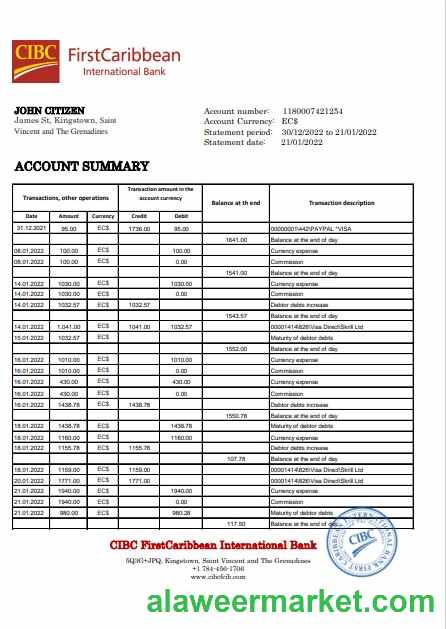 CIBC FirstCaribbean
International Bank
JOHN CITIZEN
James St, Kingstown, Saint
Vincent and The Grenadines
Account number: 1180007421254
Account Currency: EC$
Statement period: 30/12/2022 to 21/01/2022
Statement date: 21/01/2022
ACCOUNT SUMMARY
Transactions, other operations Transaction amount in the account currency Balance at th end Transaction description
Date Amount Currency Credit Debit
31.12.2021 95.00 EC$ 1736.00 95.00 00000001\442\PAYPAL *VISA
1641.00 Balance at the end of day
08.01.2022 100.00 EC$ 100.00 Currency expense
08.01.2022 100.00 EC$ 0.00 Commission
1541.00 Balance at the end of day
14.01.2022 1030.00 EC$ 1030.00 Currency expense
14.01.2022 1030.00 EC$ 0.00 Commission
14.01.2022 1032.57 EC$ 1032.57 Debtor debts increase
1543.57 Balance at the end of day
14.01.2022 1.041.00 EC$ 1041.00 1032.57 00001414\826\Visa Direct\Skrill Ltd
15.01.2022 1032.57 EC$ Maturity of debtor debts
1552.00 Balance at the end of day
16.01.2022 1010.00 EC$ 1010.00 Currency expense
16.01.2022 1010.00 EC$ 0.00 Commission
16.01.2022 430.00 EC$ 430.00 Currency expense
16.01.2022 430.00 EC$ 0.00 Commission
16.01.2022 1438.78 EC$ 1438.78 Debtor debts increase
1550.78 Balance at the end of day
18.01.2022 1438.78 EC$ 1438.78 Maturity of debtor debts
18.01.2022 1160.00 EC$ 1160.00 Currency expense
18.01.2022 1155.78 EC$ 1155.78 Debtor debts increase
107.78 Balance at the end of day
18.01.2022 1159.00 EC$ 1159.00 00001414\826\Visa Direct\Skrill Ltd
20.01.2022 1771.00 EC$ 1771.00 00001414\826\Visa Direct\Skrill Ltd
21.01.2022 1940.00 EC$ 1940.00 Currency expense
21.01.2022 1940.00 EC$ 0.00 Commission
21.01.2022 980.00 EC$ 980.28 Maturity of debtor debts
117.50 Balance at the end of day
CIBC FirstCaribbean International Bank
5Q3G+JPQ, Kingstown, Saint Vincent and The Grenadines
+1 784-456-1706
www.cibcfcib.com
CIBC
alaweermarket.com